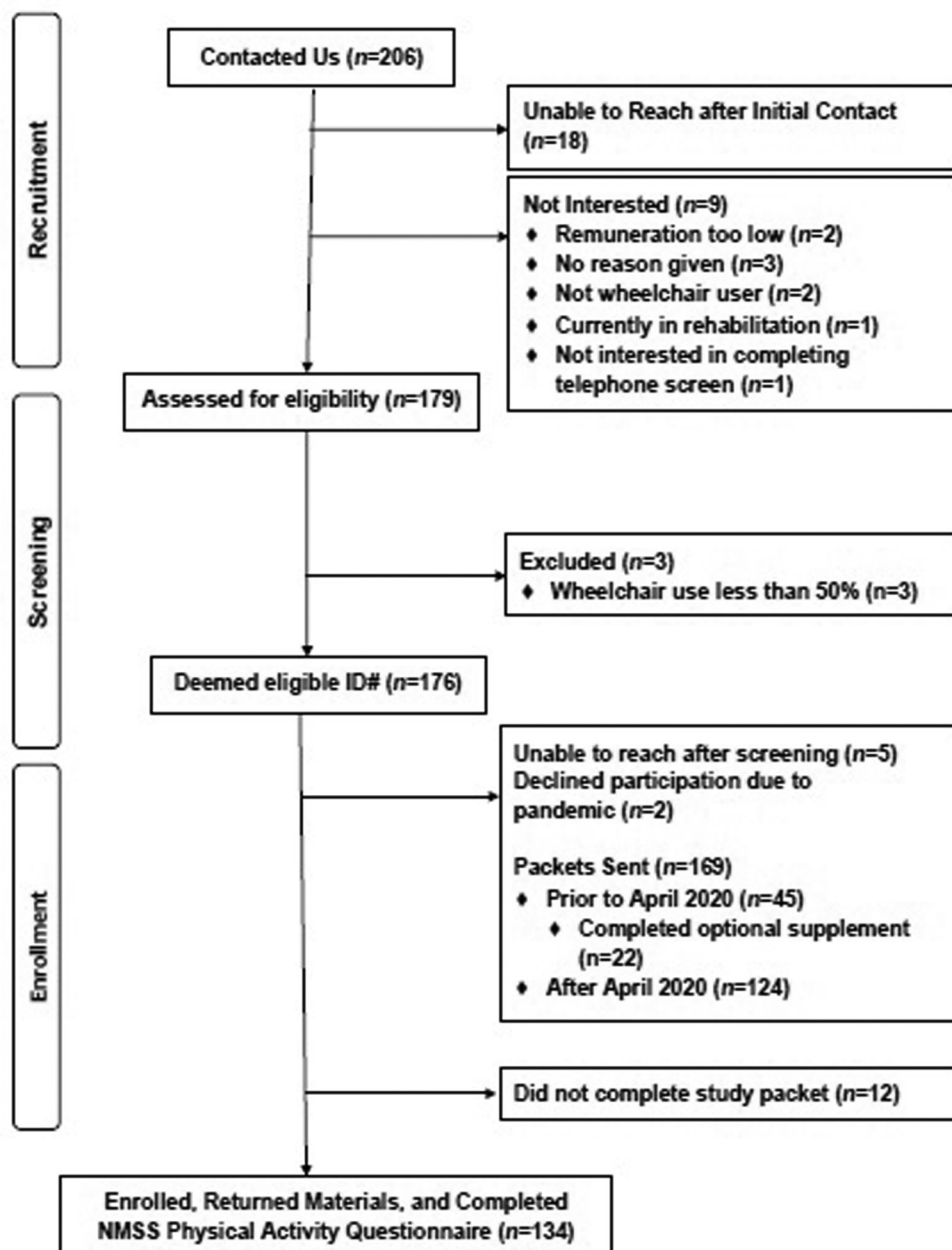 Recruitment
Contacted Us (n=206)
Unable to Reach after Initial Contact
(n=18)
Not Interested (n=9)
♦ Remuneration too low (n=2)
♦ No reason given (n=3)
♦ Not wheelchair user (n=2)
♦ Currently in rehabilitation (n=1)
♦ Not interested in completing
telephone screen (n=1)
Assessed for eligibility (n=179)
Screening
Excluded (n=3)
♦ Wheelchair use less than 50% (n=3)
Deemed eligible ID# (n=176)
Enrollment
Unable to reach after screening (n=5)
Declined participation due to
pandemic (n=2)
Packets Sent (n=169)
♦ Prior to April 2020 (n=45)
♦ Completed optional supplement
(n=22)
♦ After April 2020 (n=124)
Did not complete study packet (n=12)
Enrolled, Returned Materials, and Completed
NMSS Physical Activity Questionnaire (n=134)